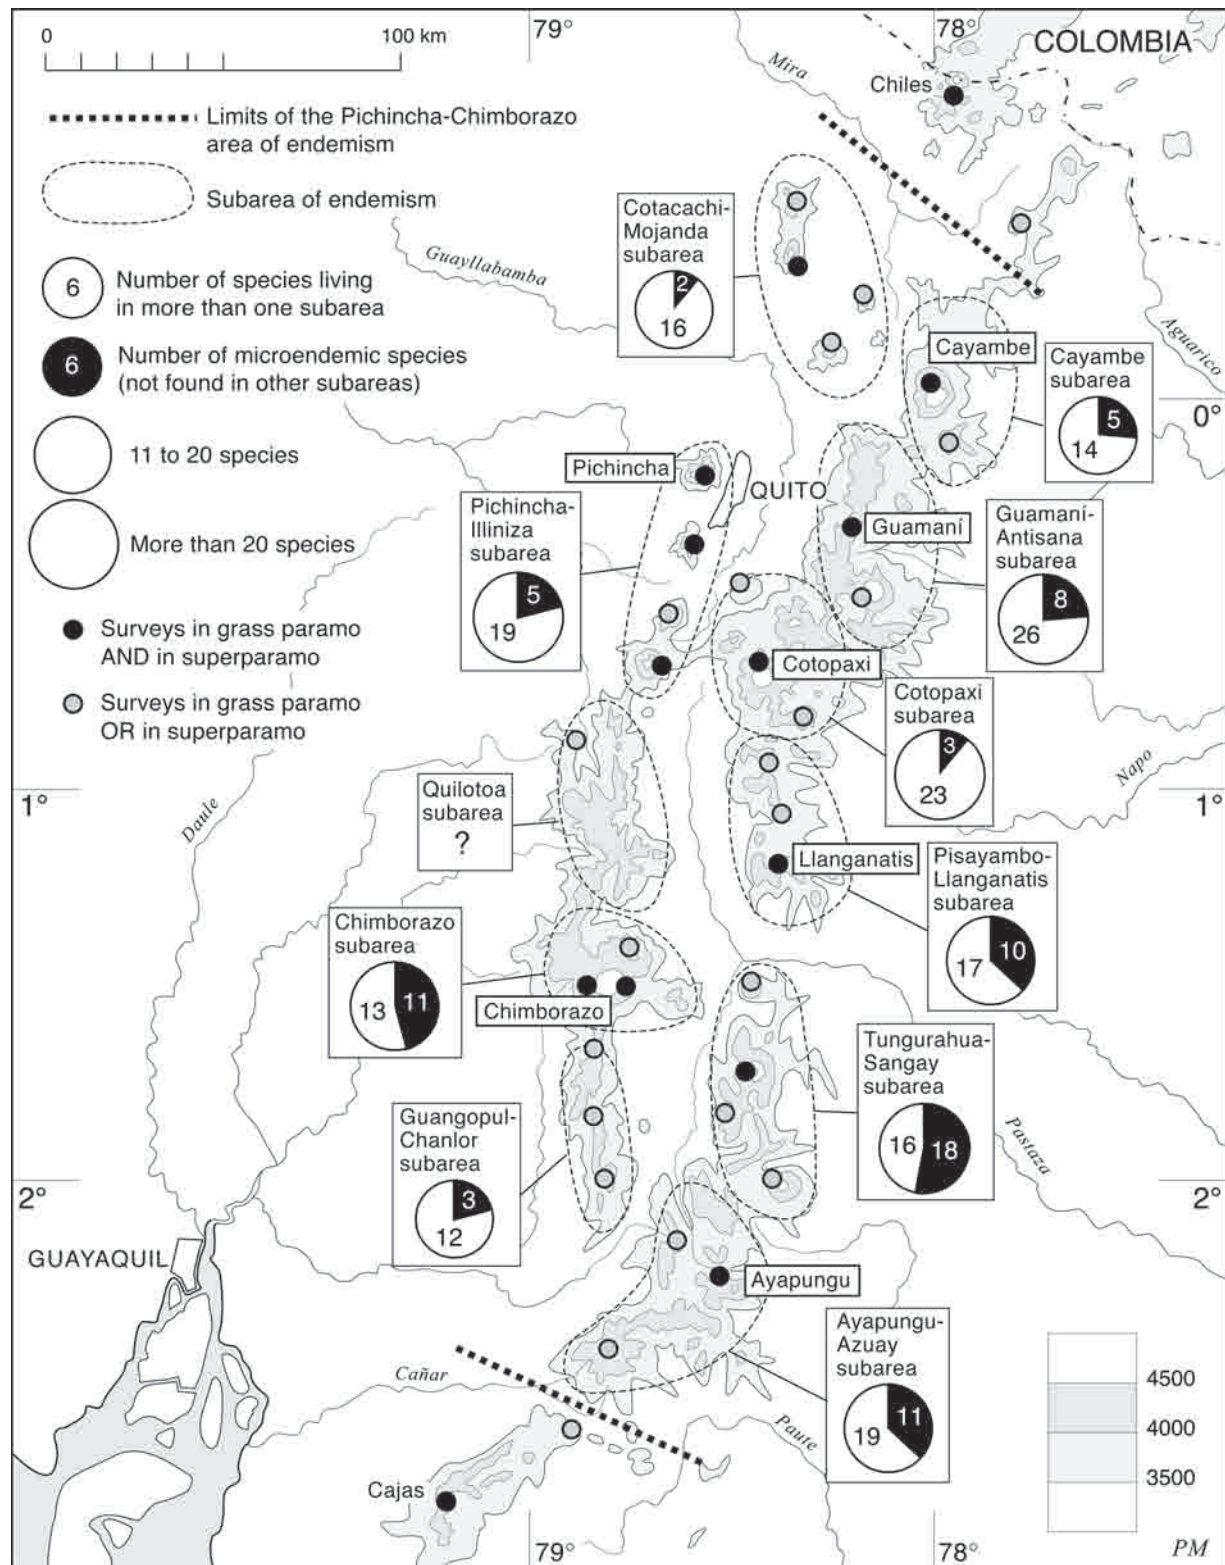 0
100 km
79°
78°
COLOMBIA
Mira
Chiles
Limits of the Pichincha-Chimborazo
area of endemism
Subarea of endemism
Cotacachi-
Mojanda
subarea
2
16
Guayllabamba
6
Number of species living
in more than one subarea
Aguarico
Cayambe
6
Number of microendemic species
(not found in other subareas)
Cayambe
subarea
5
14
0°
11 to 20 species
Pichincha
QUITO
Pichincha-
Illiniza
subarea
5
19
Guamaní
Guamaní-
Antisana
subarea
8
26
More than 20 species
Surveys in grass paramo
AND in superparamo
Cotopaxi
Surveys in grass paramo
OR in superparamo
Cotopaxi
subarea
3
23
Napo
1°
1°
Daule
Quilotoa
subarea
?
Llanganatis
Pisayambo-
Llanganatis
subarea
10
17
Chimborazo
subarea
13
11
Chimborazo
Tungurahua-
Sangay
subarea
16
18
Pastaza
Guangopul-
Chanlor
subarea
3
12
2°
2°
GUAYAQUIL
Ayapungu
Ayapungu-
Azuay
subarea
11
19
Cañar
Paute
4500
4000
3500
Cajas
79°
78°
PM